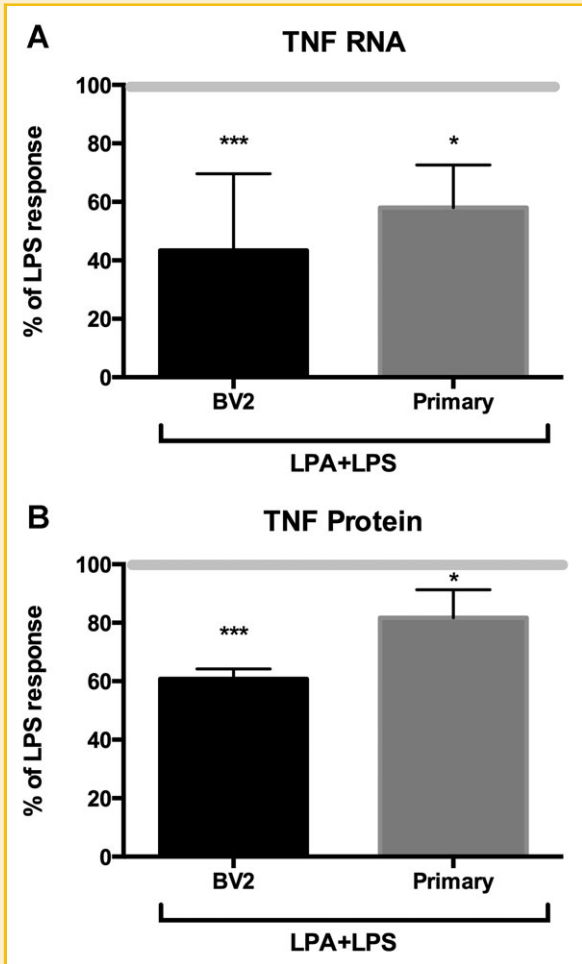 A
TNF RNA
% of LPS response
100
80
60
40
20
0
***
*
BV2
Primary
LPA+LPS
B
TNF Protein
% of LPS response
100
80
60
40
20
0
***
*
BV2
Primary
LPA+LPS